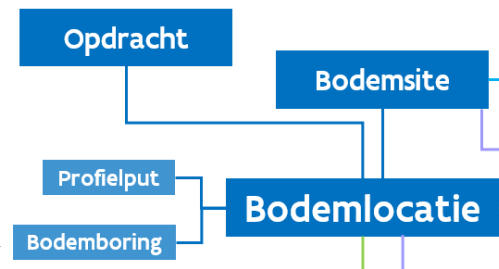 Opdracht
Bodemsite
Profielput
Bodemlocatie
Bodemboring